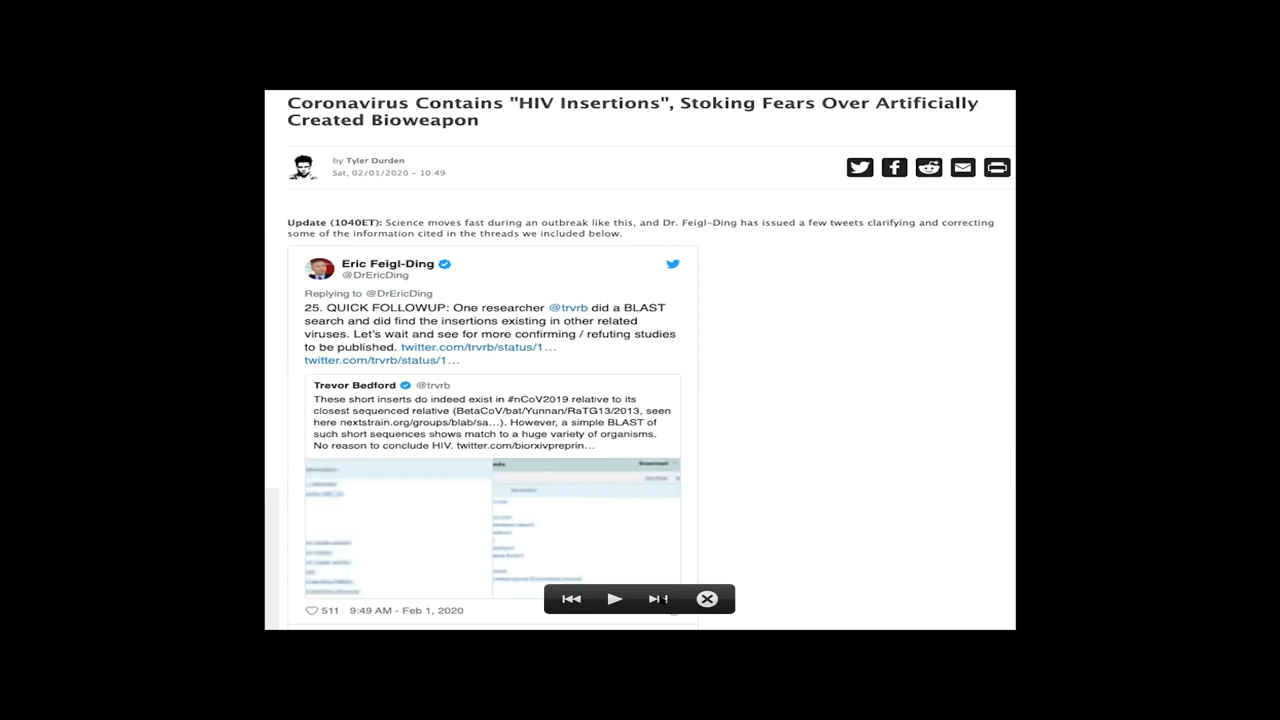 Coronavirus Contains "HIV Insertions", Stoking Fears Over Artificially
Created Bioweapon
by Tyler Durden
Sat, 02/01/2020 - 10:49
Update (1040ET): Science moves fast during an outbreak like this, and Dr. Feigl-Ding has issued a few tweets clarifying and correcting
some of the information cited in the threads we included below.
Eric Feigl-Ding
@DrEricDing
Replying to @DrEricDing
25. QUICK FOLLOWUP: One researcher @trvrb did a BLAST
search and did find the insertions existing in other related
viruses. Let's wait and see for more confirming / refuting studies
to be published. twitter.com/trvrb/status/1…
twitter.com/trvrb/status/1…
Trevor Bedford @trvrb
These short inserts do indeed exist in #nCoV2019 relative to its
closest sequenced relative (BetaCoV/bat/Yunnan/RaTG13/2013, seen
here nextstrain.org/groups/blab/sa...). However, a simple BLAST of
such short sequences shows match to a huge variety of organisms.
No reason to conclude HIV. twitter.com/biorxivpreprin…
Download
511 9:49 AM - Feb 1, 2020